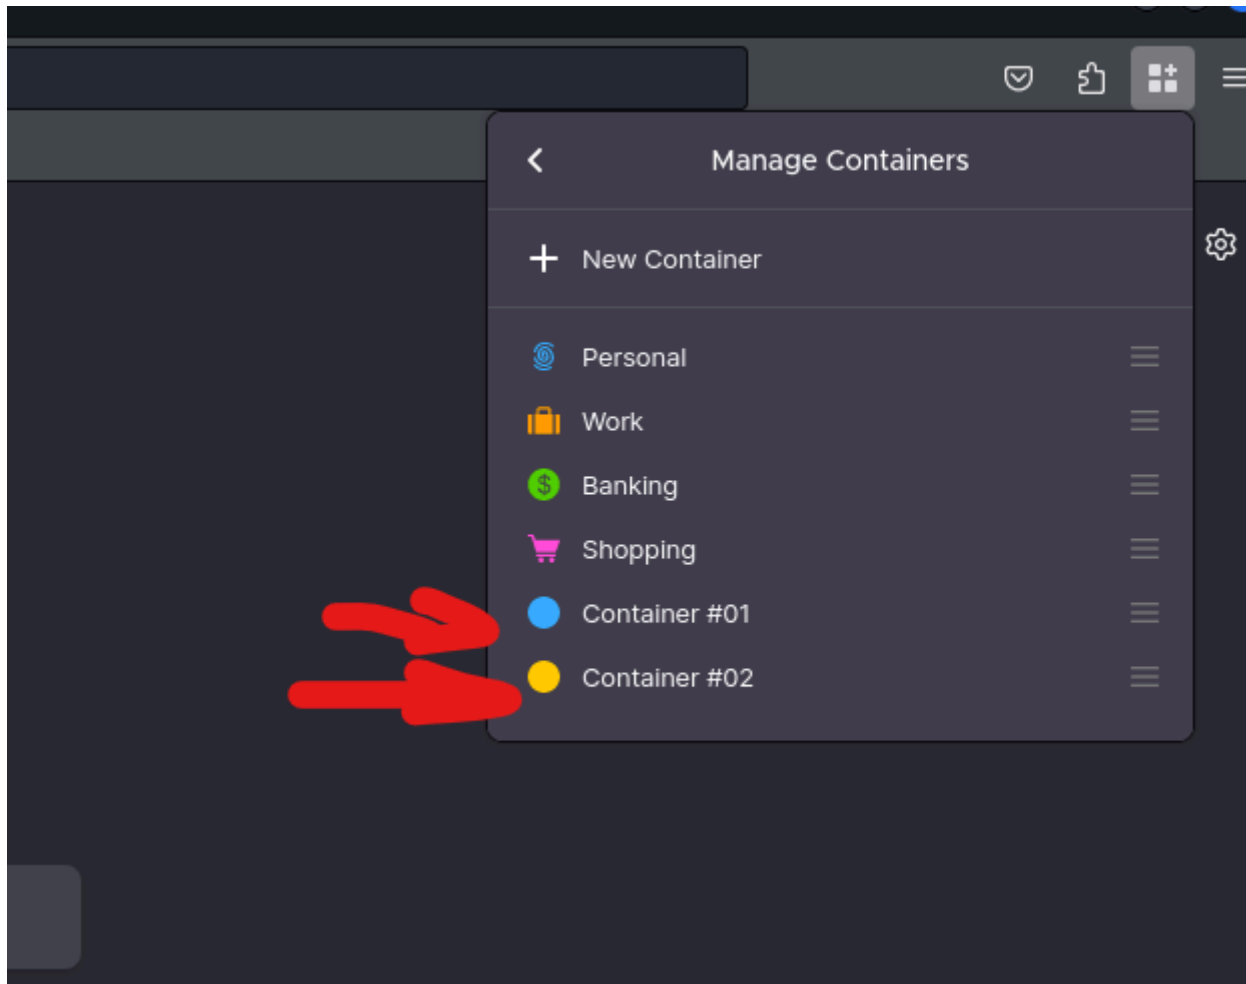 Manage Containers
New Container
Personal
Work
Banking
Shopping
Container #01
Container #02